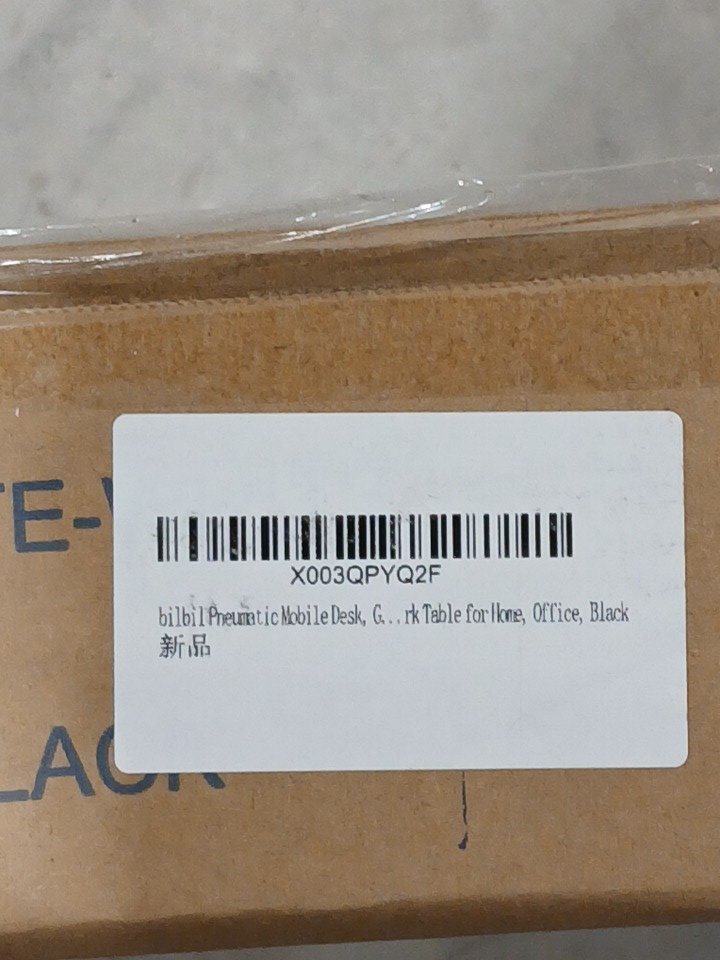 TE-
X003QPYQ2F
bilbil Pneumatic Mobile Desk, G...rk Table for Home, Office, Black
新品
LACK